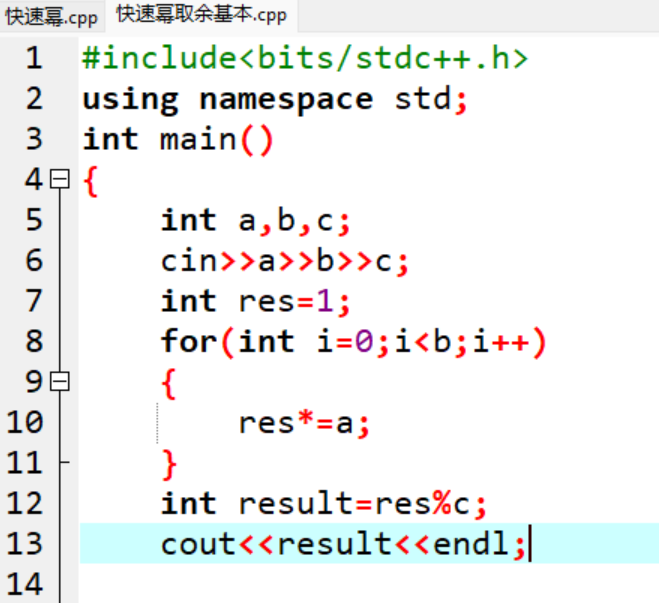 快速幂.cpp 快速幂取余基本.cpp
1 #include<bits/stdc++.h>
2 using namespace std;
3 int main()
4 {
5 int a,b,c;
6 cin>>a>>b>>c;
7 int res=1;
8 for(int i=0;i<b;i++)
9 {
10 res*=a;
11 }
12 int result=res%c;
13 cout<<result<<endl;
14